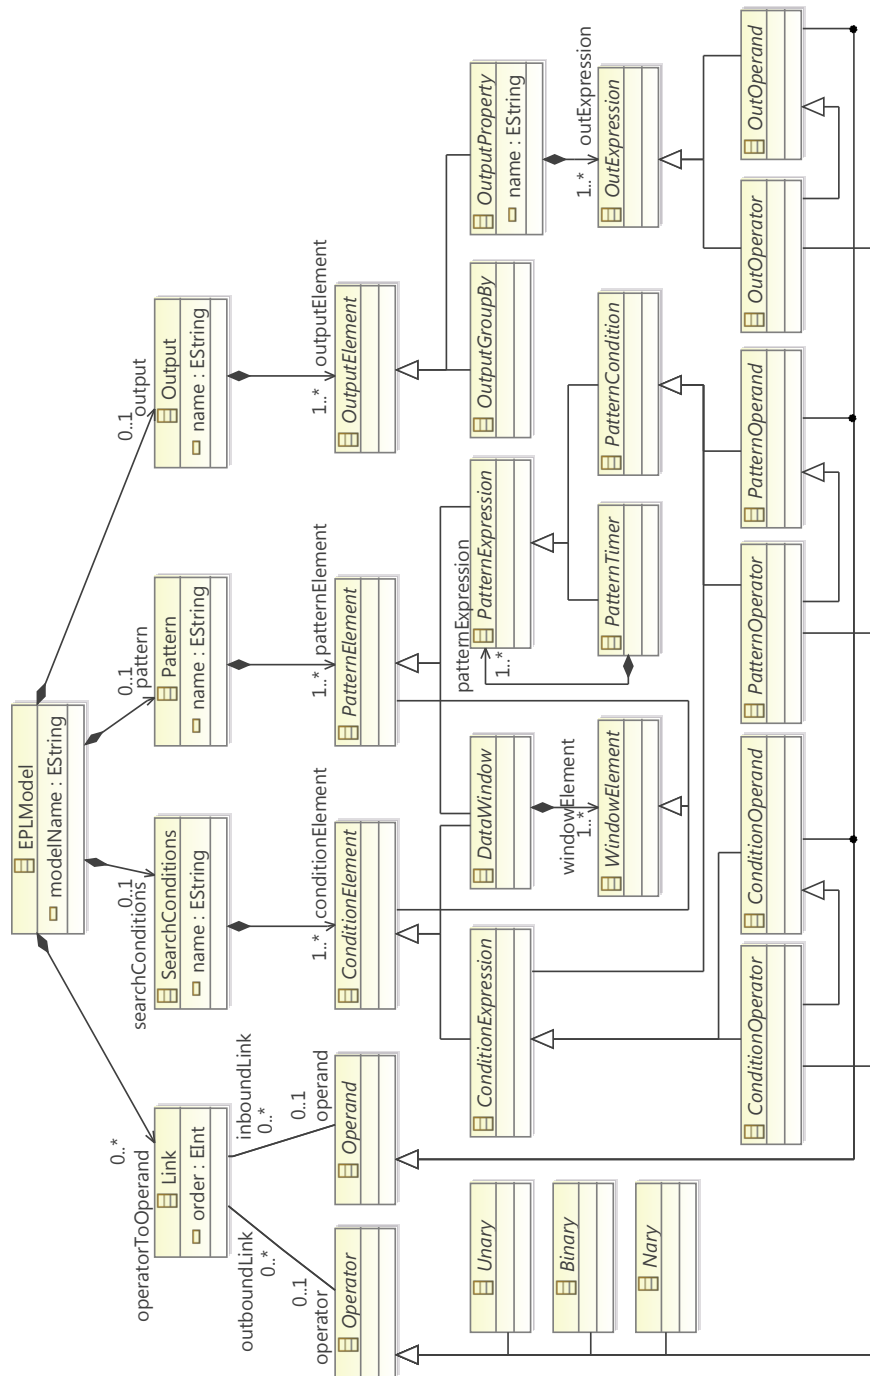 EPLModel
modelName : EString
operatorToOperand
0..*
searchConditions
0..1
pattern
0..1
output
0..1
Link
order : EInt
SearchConditions
name : EString
Pattern
name : EString
Output
name : EString
outboundLink
0..*
inboundLink
0..*
operator
0..1
operand
0..1
1..*
conditionElement
1..*
patternElement
1..*
outputElement
Operator
Operand
ConditionElement
PatternElement
OutputElement
Unary
Binary
Nary
ConditionExpression
DataWindow
patternExpression
1..*
PatternExpression
OutputGroupBy
OutputProperty
name : EString
windowElement
1..*
1..*
outExpression
WindowElement
PatternTimer
PatternCondition
OutExpression
ConditionOperator
ConditionOperand
PatternOperator
PatternOperand
OutOperator
OutOperand